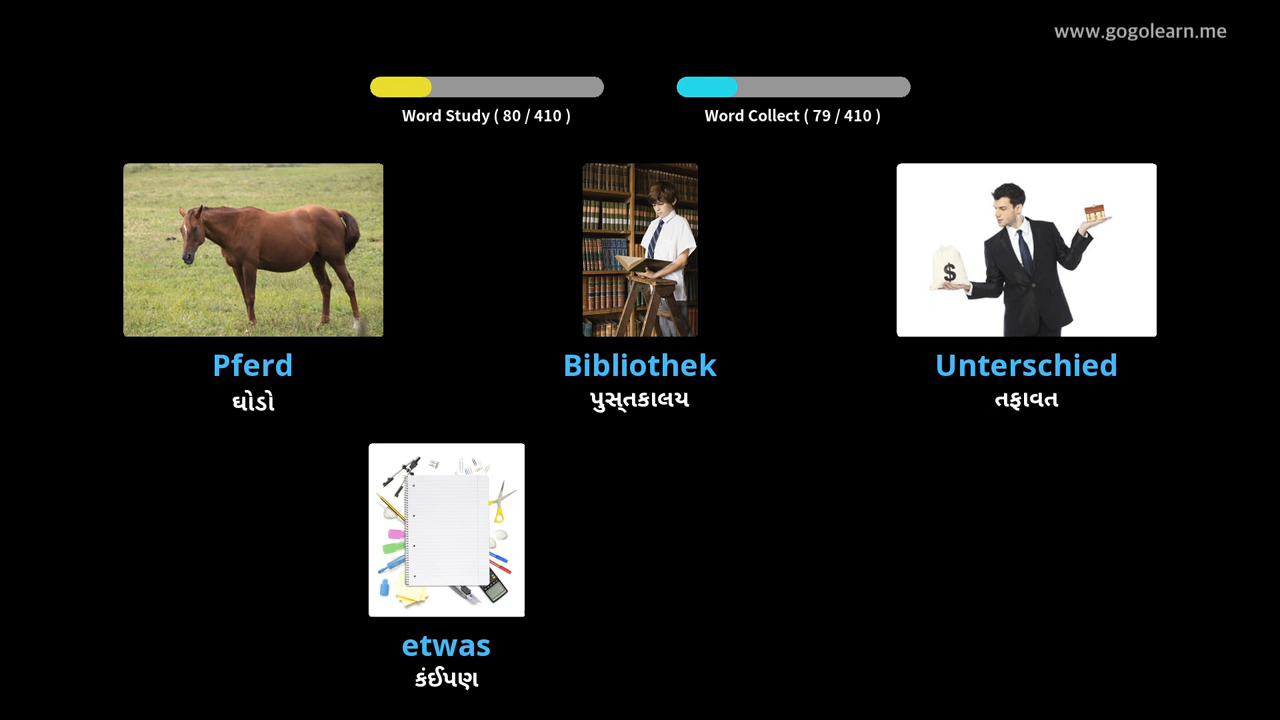 www.gogolearn.me
Word Study ( 80 / 410 )
Word Collect ( 79 / 410 )
Pferd
Bibliothek
Unterschied
ઘોડો
પુસ્તકાલય
તફાવત
$
etwas
કંઈપણ